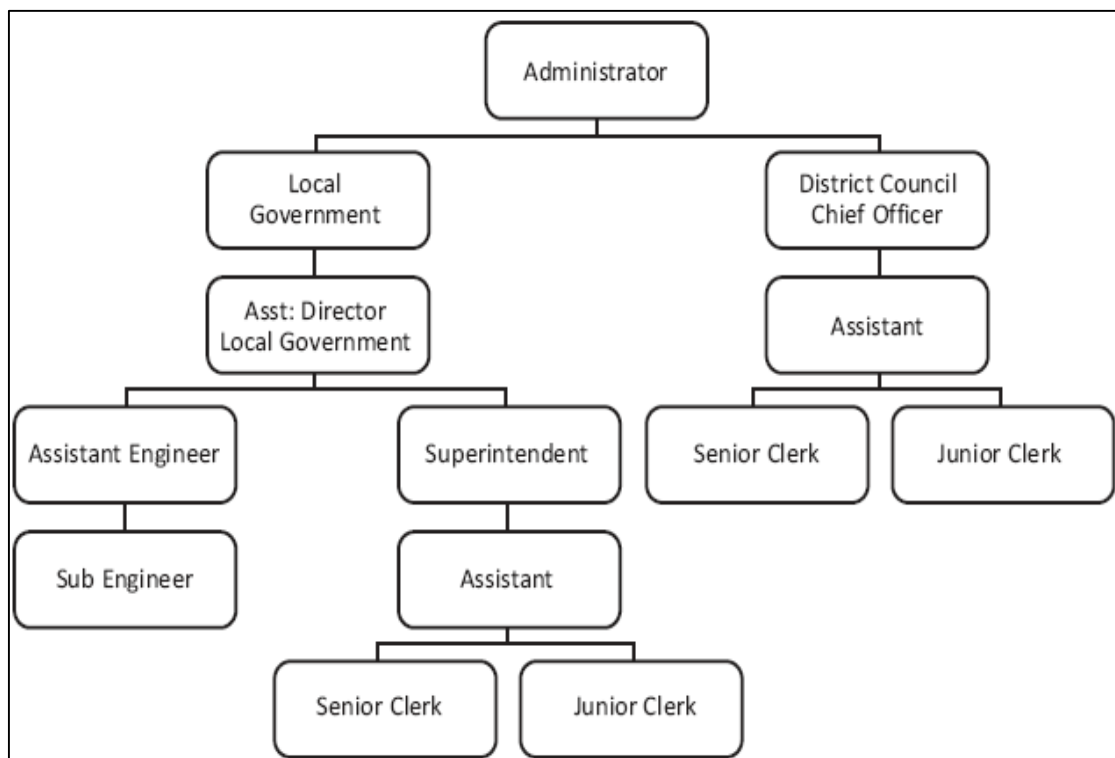 Administrator
Local
Government
District Council
Chief Officer
Asst: Director
Local Government
Assistant
Assistant Engineer
Superintendent
Senior Clerk
Junior Clerk
Sub Engineer
Assistant
Senior Clerk
Junior Clerk